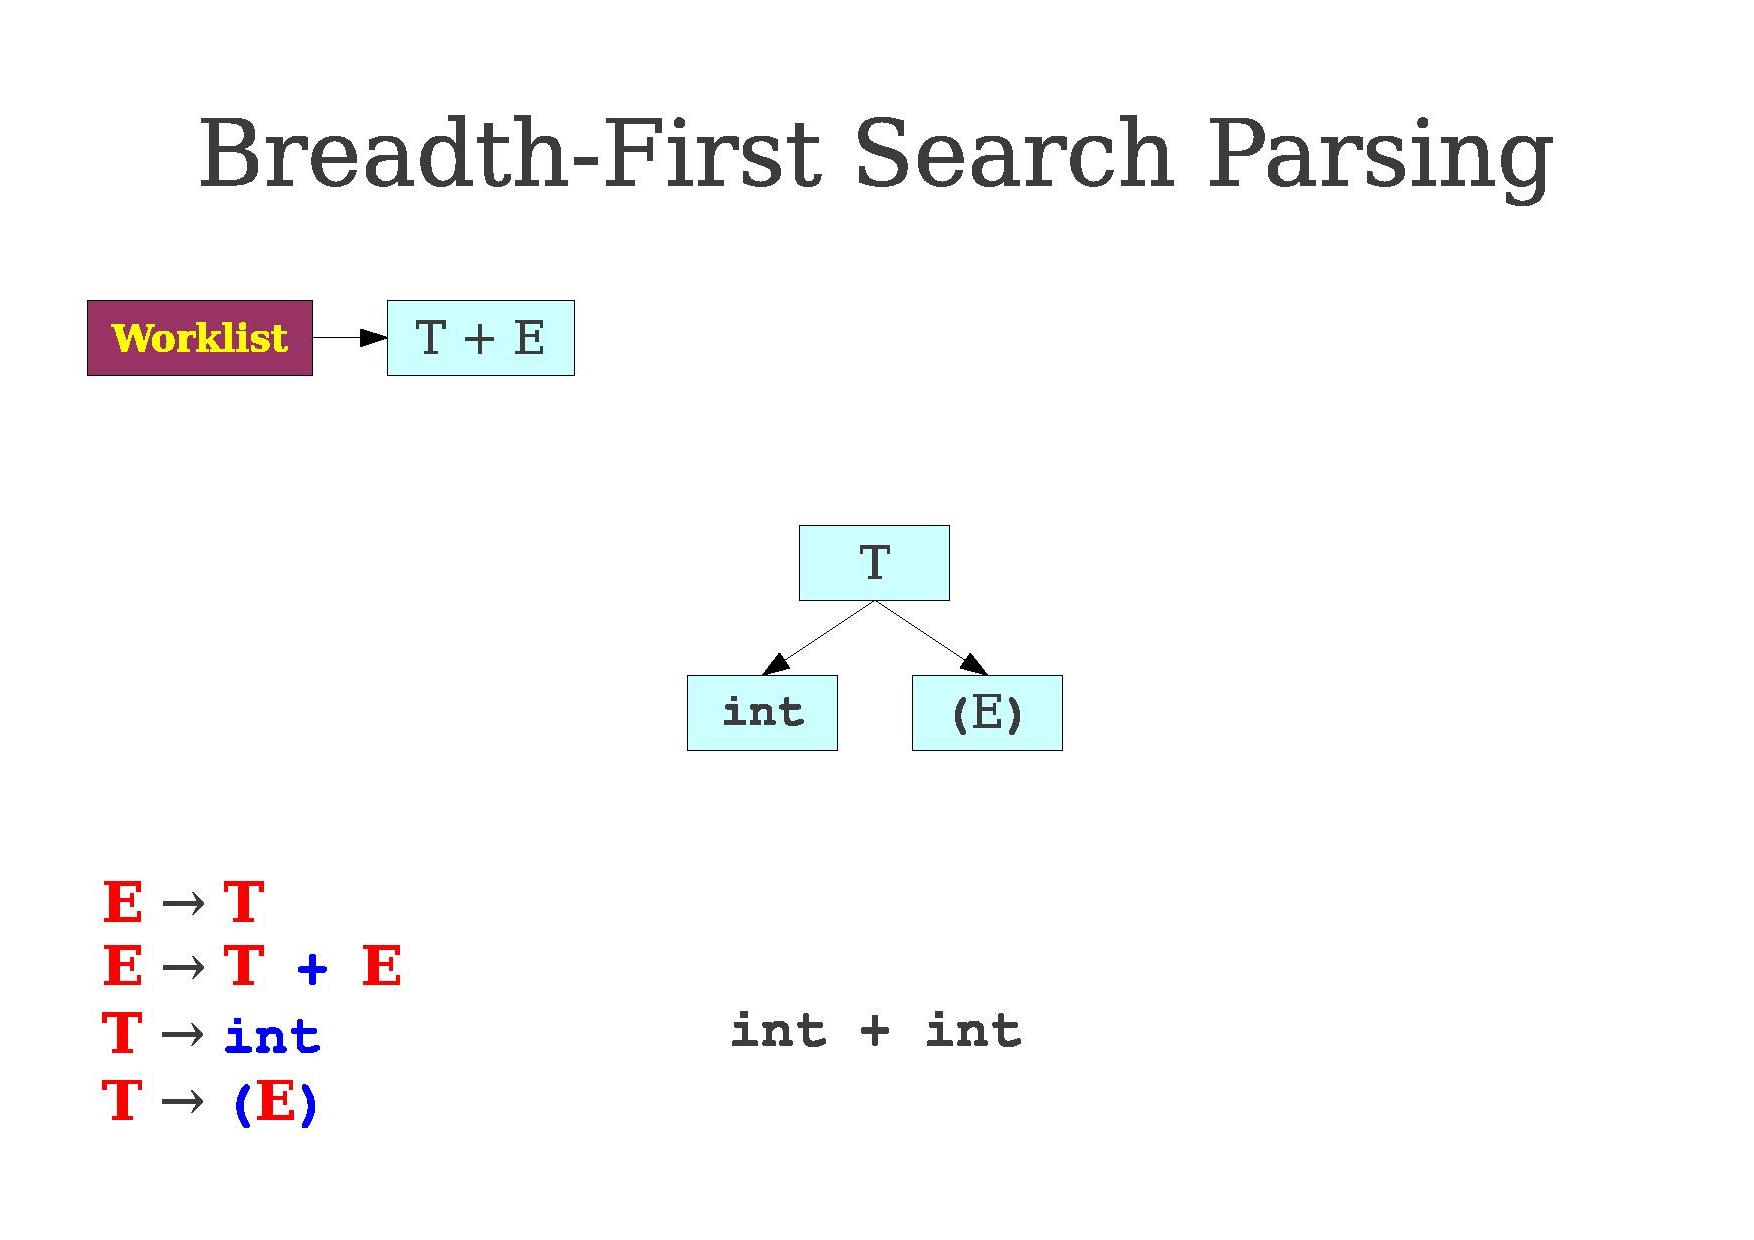 Breadth-First Search Parsing
Worklist
T + E
T
int
(E)
E → T
E → T + E
T → int
T → (E)
int + int